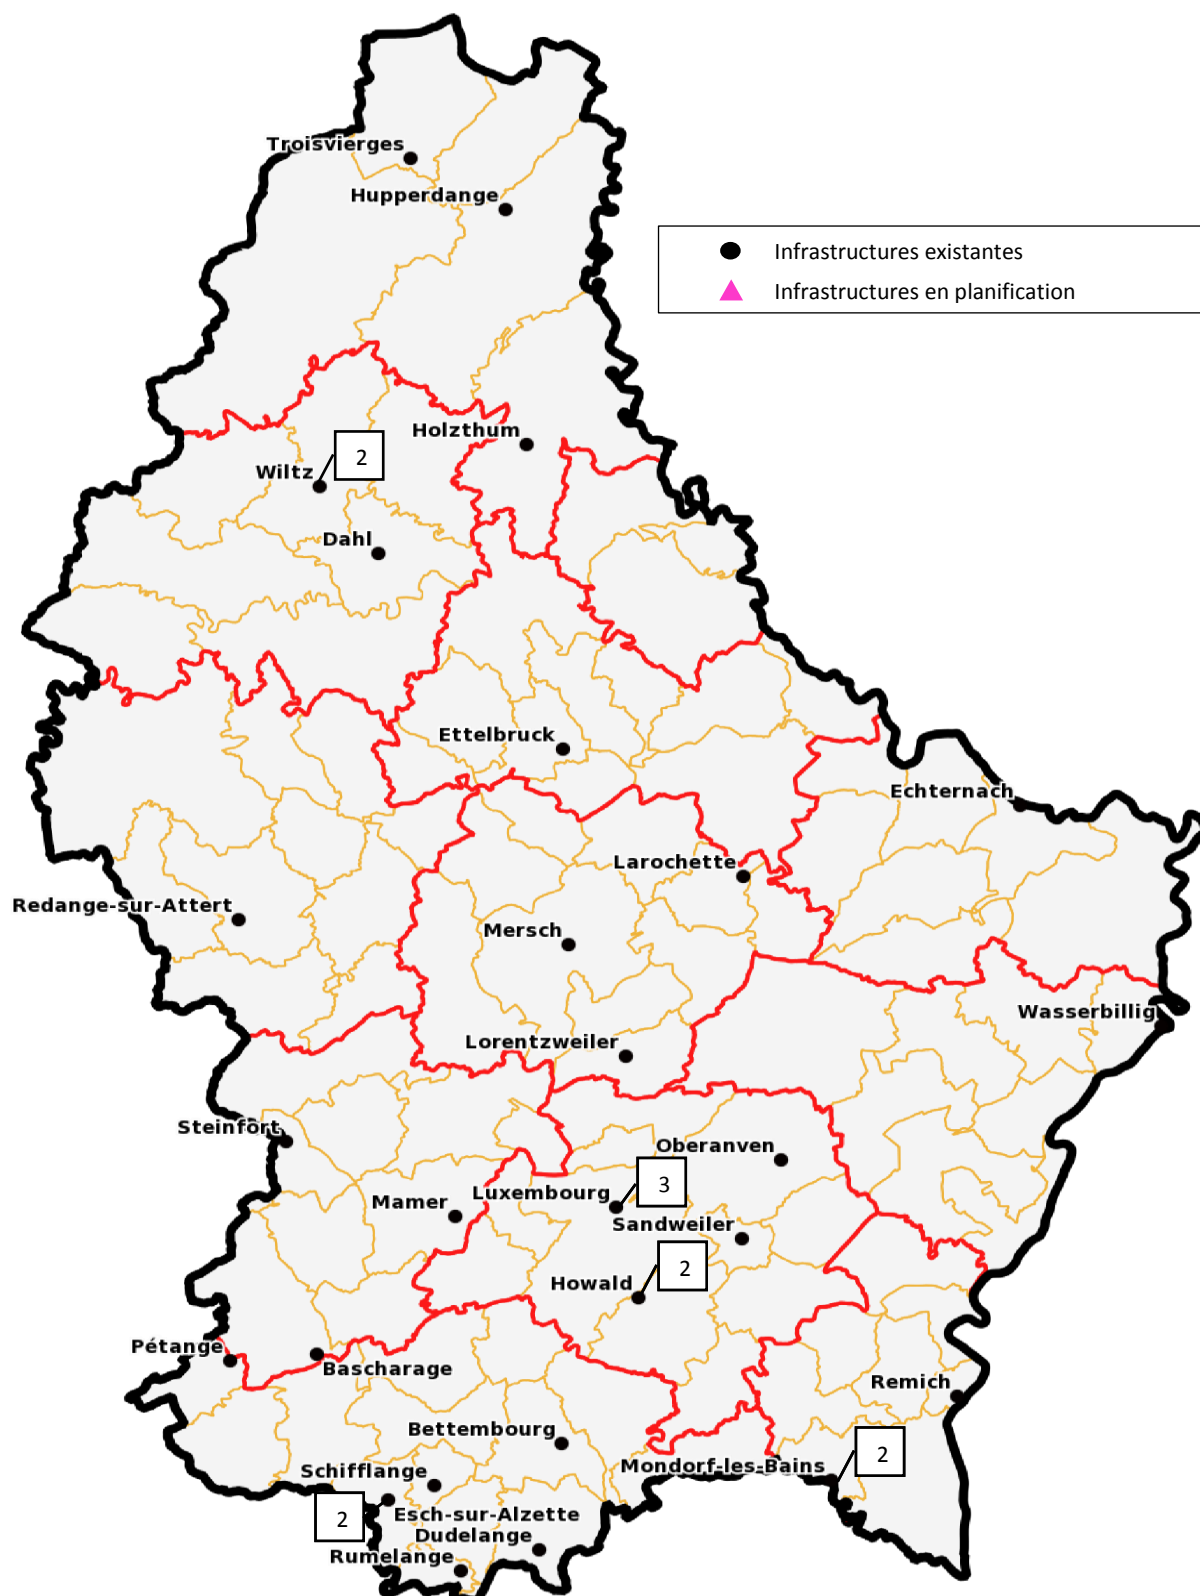 Troisvierges
Hupperdange
Infrastructures existantes
Infrastructures en planification
Holzthum
2
Wiltz
Dahl
Ettelbruck
Echternach
Larochette
Redange-sur-Attert
Mersch
Wasserbillig
Lorentzweiler
Steinfort
Oberanven
3
Luxembourg
Mamer
Sandweiler
2
Howald
Pétange
Bascharage
Remich
Bettembourg
2
Mondorf-les-Bains
Schifflange
2
Esch-sur-Alzette
Dudelange
Rumelange